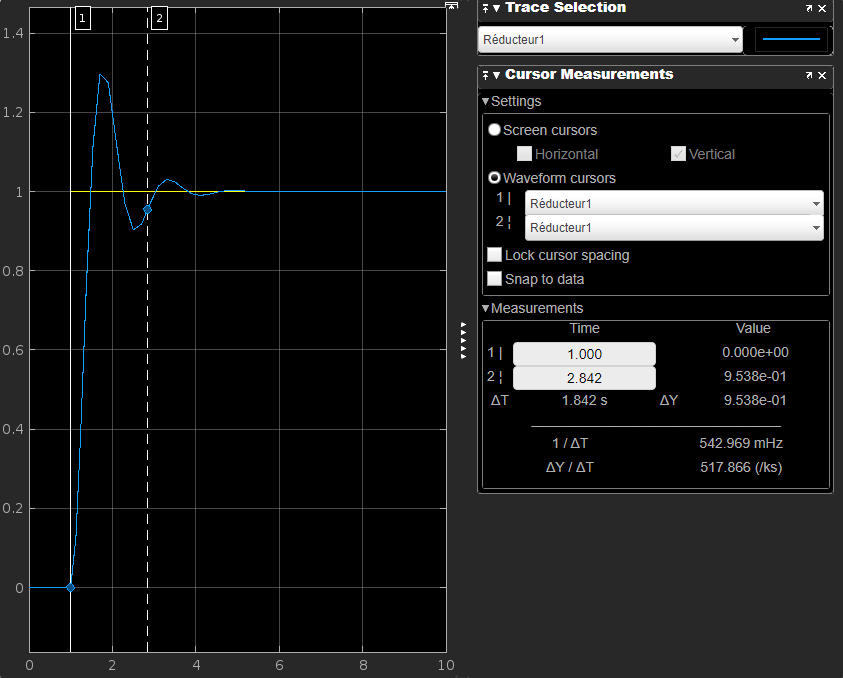 1 2
1.4
1.2
1
0.8
0.6
0.4
0.2
0
0 2 4 6 8 10
Trace Selection
Réducteur1
Cursor Measurements
Settings
Screen cursors
Horizontal Vertical
Waveform cursors
1 | Réducteur1
2 ¦ Réducteur1
Lock cursor spacing
Snap to data
Measurements
Time Value
1 | 1.000 0.000e+00
2 ¦ 2.842 9.538e-01
ΔT 1.842 s ΔY 9.538e-01
1 / ΔT 542.969 mHz
ΔY / ΔT 517.866 (/ks)